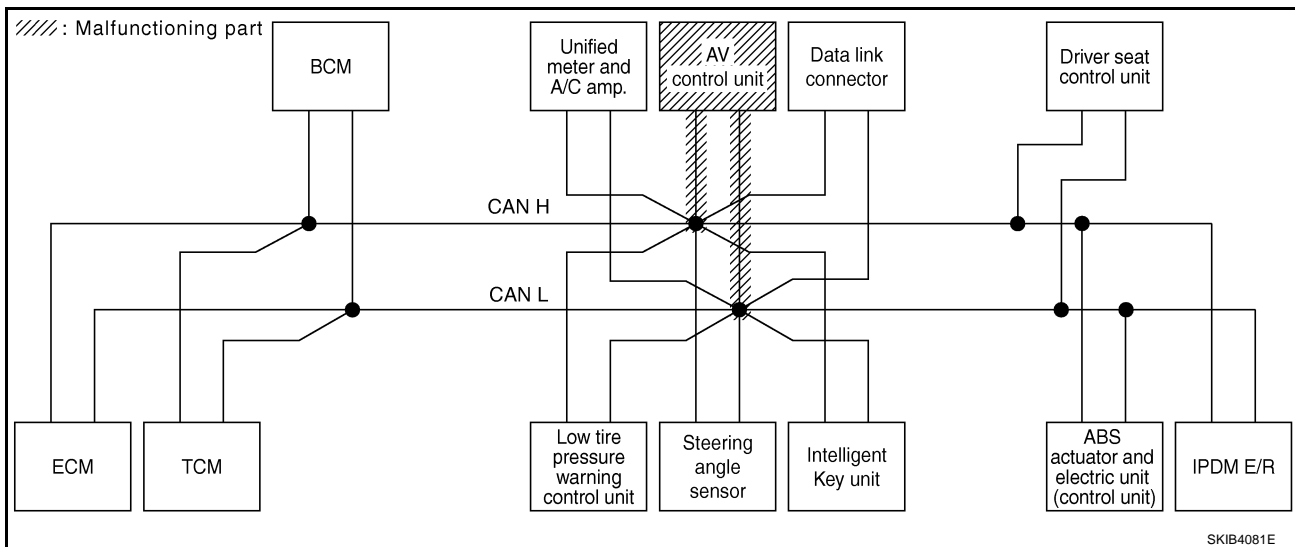 : Malfunctioning part
BCM
Unified
meter and
A/C amp.
AV
control unit
Data link
connector
Driver seat
control unit
CAN H
CAN L
ECM
TCM
Low tire
pressure
warning
control unit
Steering
angle
sensor
Intelligent
Key unit
ABS
actuator and
electric unit
(control unit)
IPDM E/R
SKIB4081E